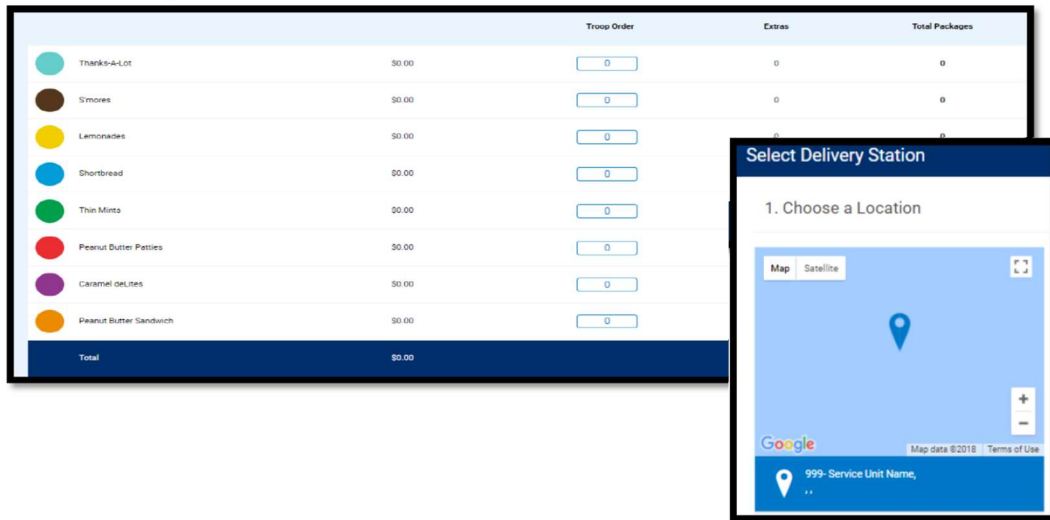 Troop Order Extras Total Packages
Thanks-A-Lot $0.00 0 0 0
S'mores $0.00 0 0 0
Lemonades $0.00 0 0 0
Shortbread $0.00 0
Thin Mints $0.00 0
Peanut Butter Patties $0.00 0
Caramel deLites $0.00 0
Peanut Butter Sandwich $0.00 0
Total $0.00
Select Delivery Station
1. Choose a Location
Map Satellite
+
−
Google Map data ©2018 Terms of Use
999- Service Unit Name,
, ,